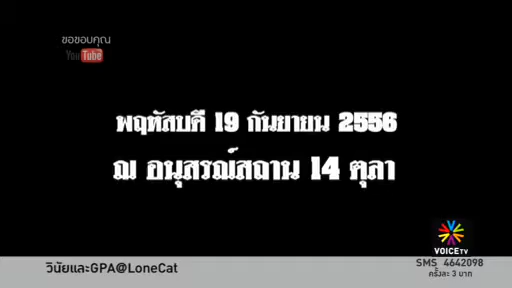 ขอขอบคุณ
YouTube
พฤหัสบดี 19 กันยายน 2556
ณ อนุสรณ์สถาน 14 ตุลา
VOICE TV
วินัยและGPA@LoneCat
SMS 4642098
ครั้งละ 3 บาท